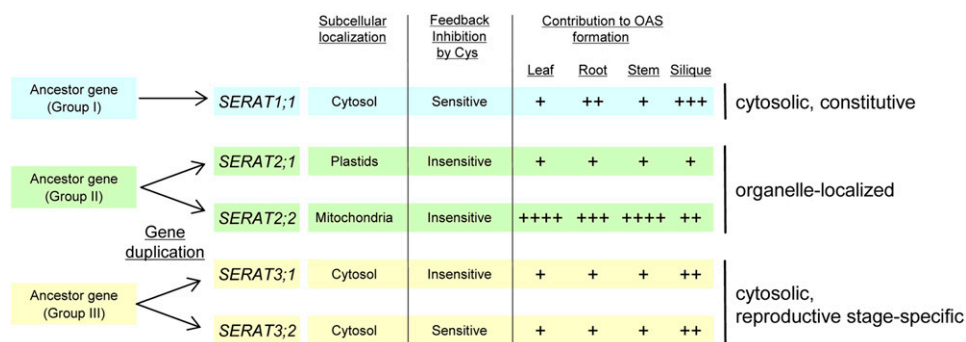 Subcellular
localization
Feedback
Inhibition
by Cys
Contribution to OAS
formation
Leaf Root Stem Silique
Ancestor gene
(Group I)
SERAT1;1 Cytosol Sensitive + ++ + +++
cytosolic, constitutive
Ancestor gene
(Group II)
SERAT2;1 Plastids Insensitive + + + +
SERAT2;2 Mitochondria Insensitive ++++ +++ ++++ ++
organelle-localized
Gene
duplication
Ancestor gene
(Group III)
SERAT3;1 Cytosol Insensitive + + + ++
SERAT3;2 Cytosol Sensitive + + + ++
cytosolic,
reproductive stage-specific